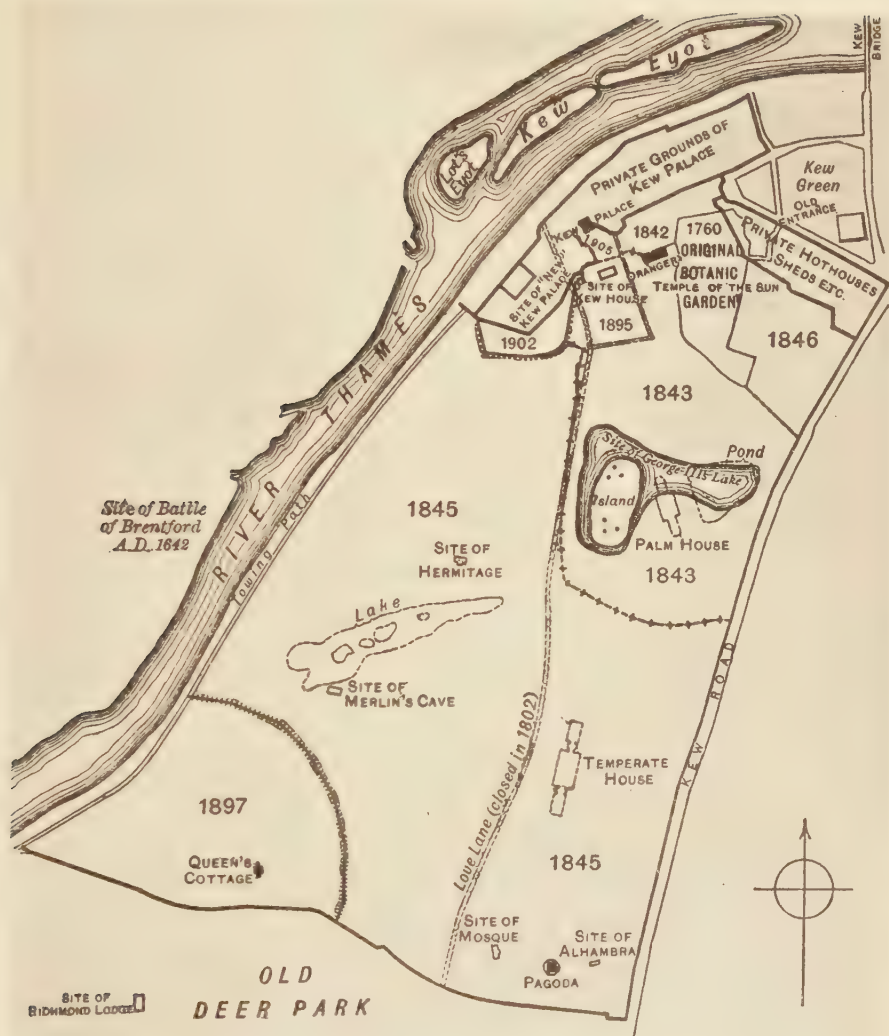 KEW
BRIDGE
Kew Eyot
Lot's
Eyot
PRIVATE GROUNDS OF
KEW PALACE
Kew
Green
OLD
ENTRANCE
KEW PALACE
1905
1842
1760
ORIGINAL
BOTANIC
GARDEN
ORANGERY
TEMPLE OF THE SUN
PRIVATE HOTHOUSES
SHEDS ETC.
SITE OF "NEW"
KEW PALACE
SITE OF
KEW HOUSE
1895
1902
1846
1843
RIVER THAMES
Towing Path
Site of George III's Lake
Pond
Island
PALM HOUSE
1843
Site of Battle
of Brentford
A.D. 1642
1845
SITE OF
HERMITAGE
Lake
SITE OF
MERLIN'S CAVE
Love Lane (closed in 1802)
KEW ROAD
TEMPERATE
HOUSE
1897
QUEEN'S
COTTAGE
1845
SITE OF
MOSQUE
SITE OF
ALHAMBRA
PAGODA
OLD
DEER PARK
SITE OF
RICHMOND LODGE